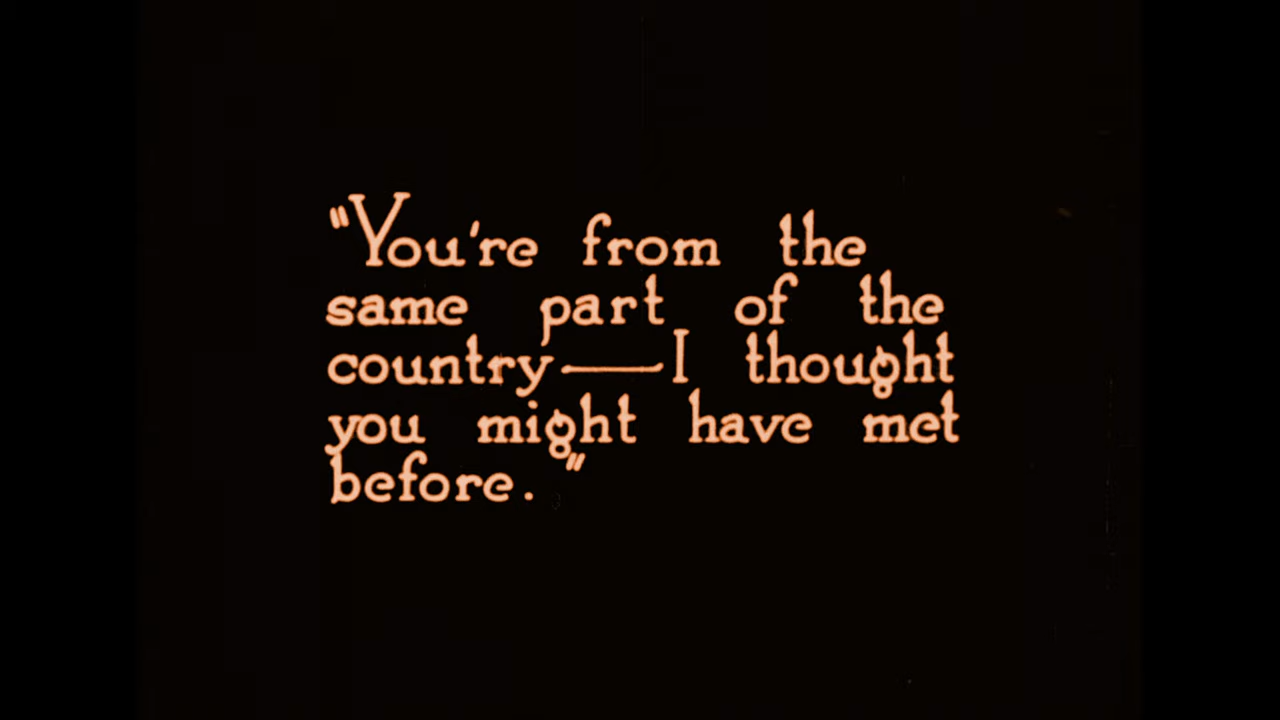 "You're from the
same part of the
country—I thought
you might have met
before."